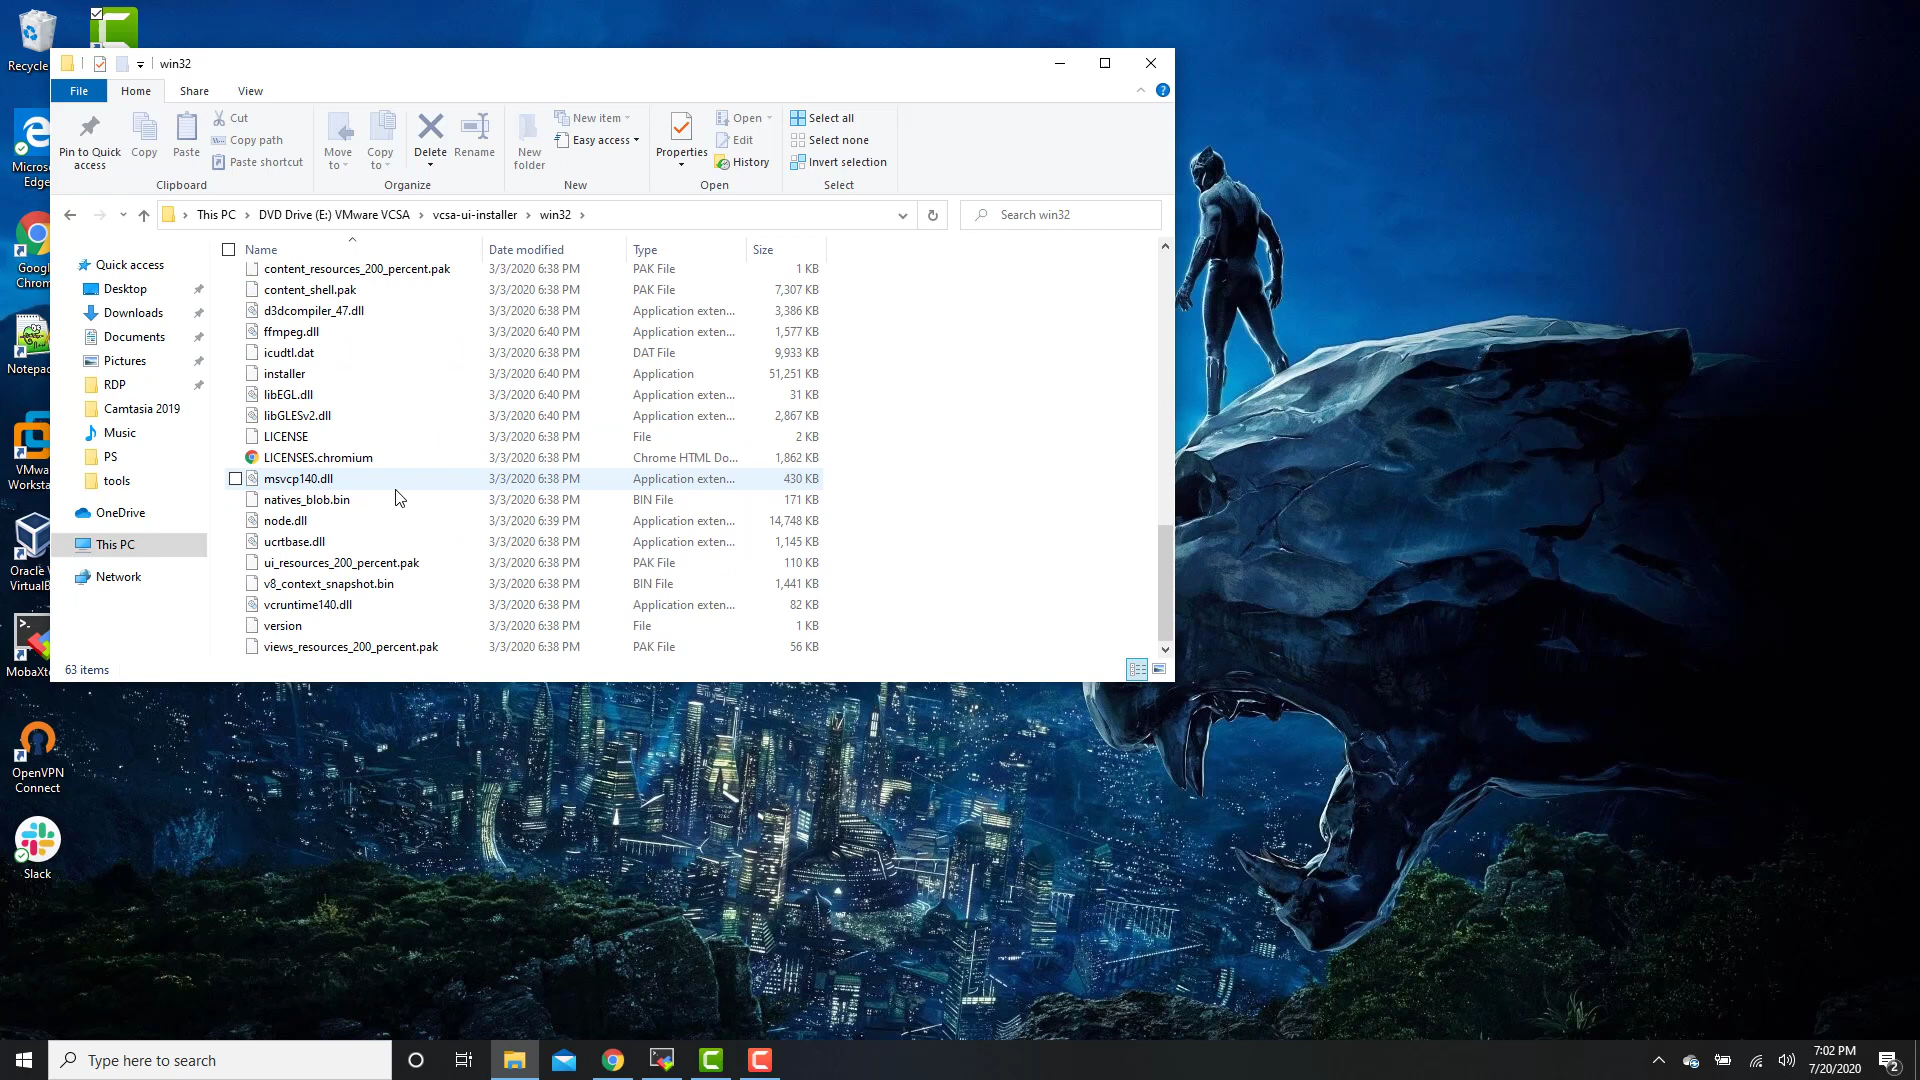 Recycle
Microso
Edge
Google
Chrom
Notepa
VMwa
Worksta
Oracle V
VirtualB
MobaXte
OpenVPN
Connect
Slack
win32
File
Home
Share
View
Pin to Quick
access
Copy
Paste
Cut
Copy path
Paste shortcut
Clipboard
Move
to
Copy
to
Delete
Rename
Organize
New
folder
New item
Easy access
New
Properties
Open
Edit
History
Open
Select all
Select none
Invert selection
Select
This PC > DVD Drive (E:) VMware VCSA > vcsa-ui-installer > win32 >
Search win32
Quick access
Desktop
Downloads
Documents
Pictures
RDP
Camtasia 2019
Music
PS
tools
OneDrive
This PC
Network
Name Date modified Type Size
content_resources_200_percent.pak 3/3/2020 6:38 PM PAK File 1 KB
content_shell.pak 3/3/2020 6:38 PM PAK File 7,307 KB
d3dcompiler_47.dll 3/3/2020 6:38 PM Application exten... 3,386 KB
ffmpeg.dll 3/3/2020 6:40 PM Application exten... 1,577 KB
icudtl.dat 3/3/2020 6:38 PM DAT File 9,933 KB
installer 3/3/2020 6:40 PM Application 51,251 KB
libEGL.dll 3/3/2020 6:40 PM Application exten... 31 KB
libGLESv2.dll 3/3/2020 6:40 PM Application exten... 2,867 KB
LICENSE 3/3/2020 6:38 PM File 2 KB
LICENSES.chromium 3/3/2020 6:38 PM Chrome HTML Do... 1,862 KB
msvcp140.dll 3/3/2020 6:38 PM Application exten... 430 KB
natives_blob.bin 3/3/2020 6:38 PM BIN File 171 KB
node.dll 3/3/2020 6:39 PM Application exten... 14,748 KB
ucrtbase.dll 3/3/2020 6:38 PM Application exten... 1,145 KB
ui_resources_200_percent.pak 3/3/2020 6:38 PM PAK File 110 KB
v8_context_snapshot.bin 3/3/2020 6:38 PM BIN File 1,441 KB
vcruntime140.dll 3/3/2020 6:38 PM Application exten... 82 KB
version 3/3/2020 6:38 PM File 1 KB
views_resources_200_percent.pak 3/3/2020 6:38 PM PAK File 56 KB
63 items
Type here to search
7:02 PM
7/20/2020
2